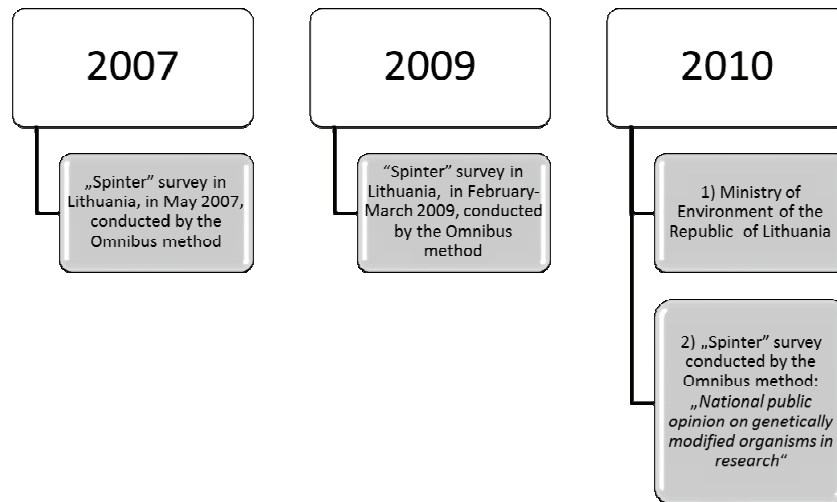 2007
„Spinter” survey in
Lithuania, in May 2007,
conducted by the
Omnibus method
2009
“Spinter” survey in
Lithuania, in February-
March 2009, conducted
by the Omnibus
method
2010
1) Ministry of
Environment of the
Republic of Lithuania
2) „Spinter” survey
conducted by the
Omnibus method:
„National public
opinion on genetically
modified organisms in
research“